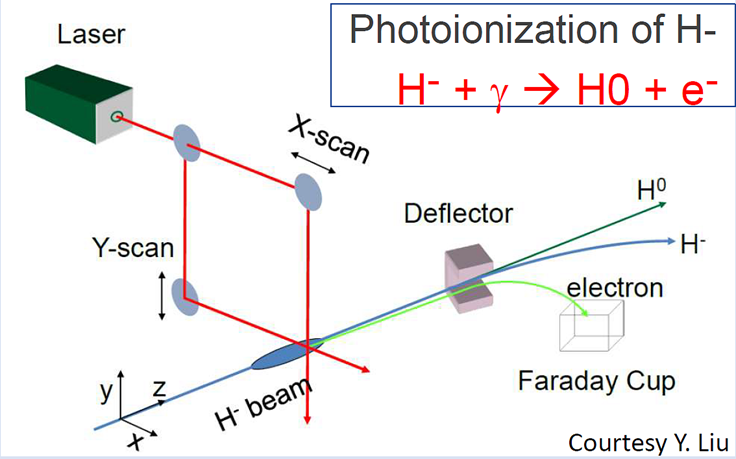 Laser
Photoionization of H-
H⁻ + γ → H0 + e⁻
X-scan
Y-scan
Deflector
H⁰
H-
electron
Faraday Cup
H⁻ beam
y
z
x
Courtesy Y. Liu